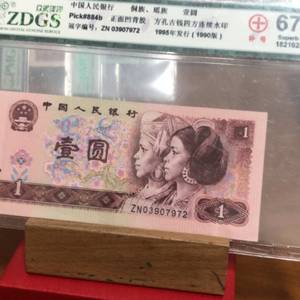 ZDGS
中国人民银行 侗族、瑶族 壹圆
Pick#884b 正面凹背胶 方孔古钱四方连续水印
冠字编号: ZN 03907972 1995年发行 (1990版)
67
Superb
中国人民银行
壹圆
1
1
1
ZN03907972